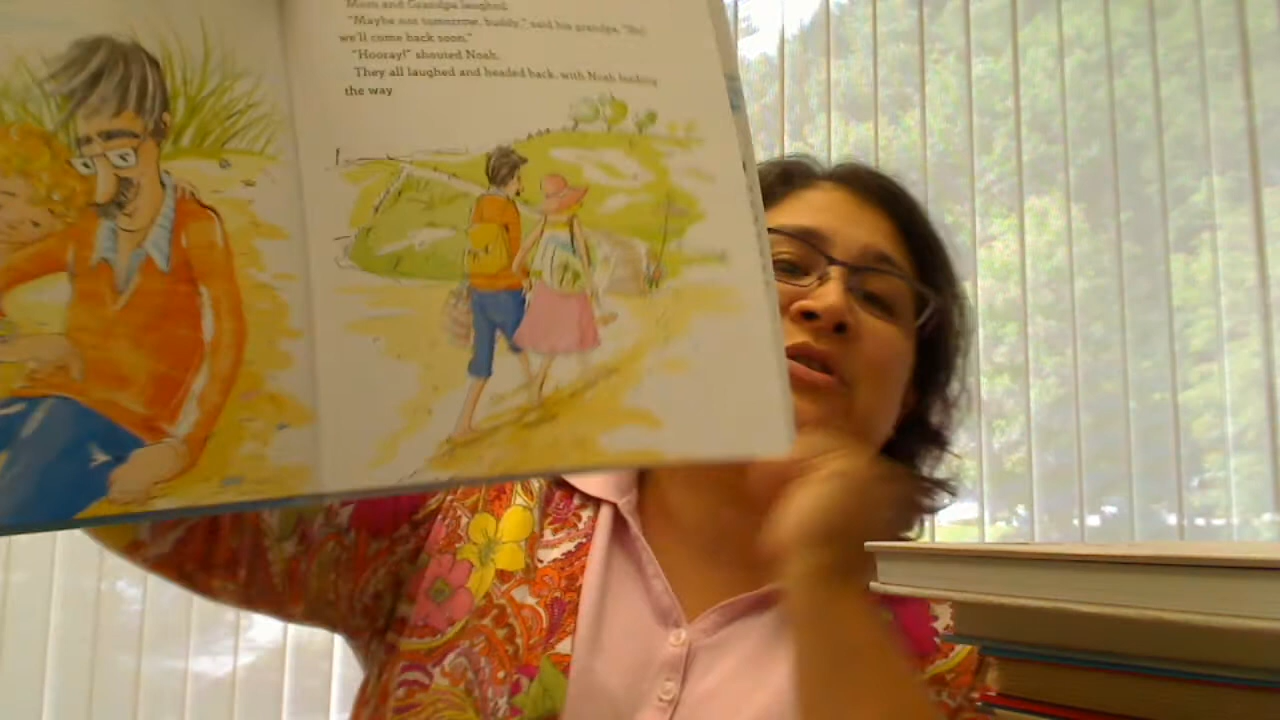 Mom and Grandpa laughed.
"Maybe not tomorrow, buddy," said his grandpa, "but
we'll come back soon."
"Hooray!" shouted Noah.
They all laughed and headed back, with Noah leading
the way